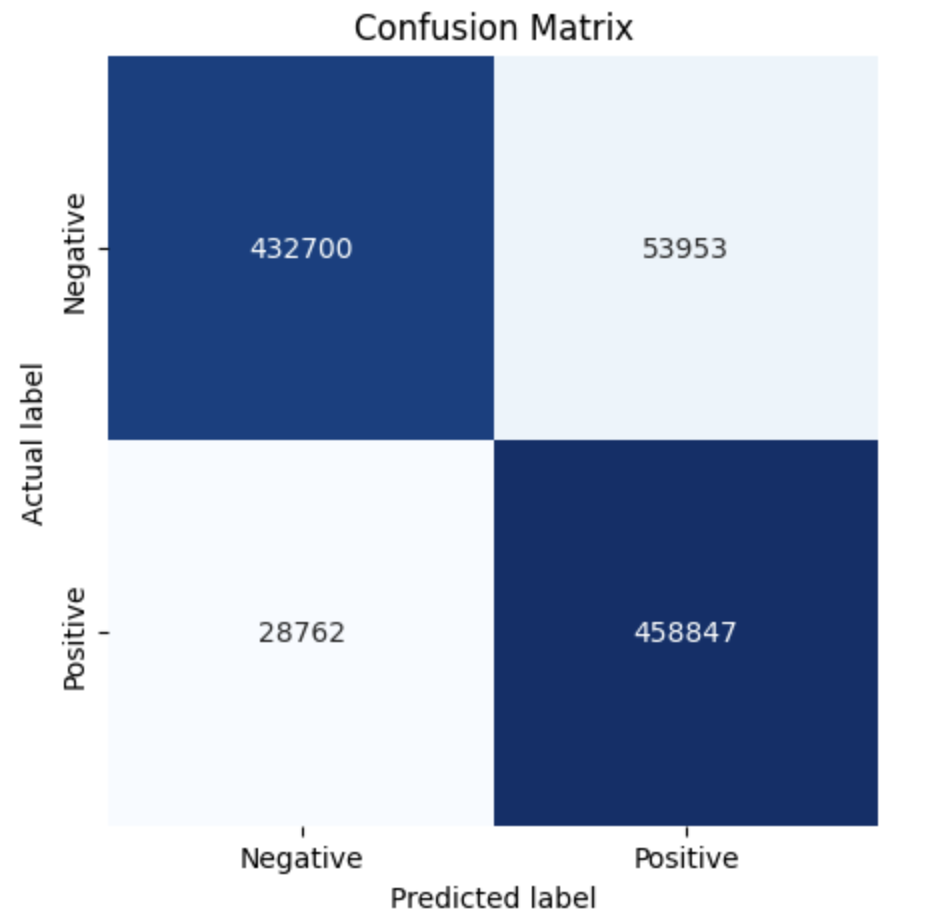 Confusion Matrix
Negative
432700
53953
Actual label
Positive
28762
458847
Negative
Positive
Predicted label